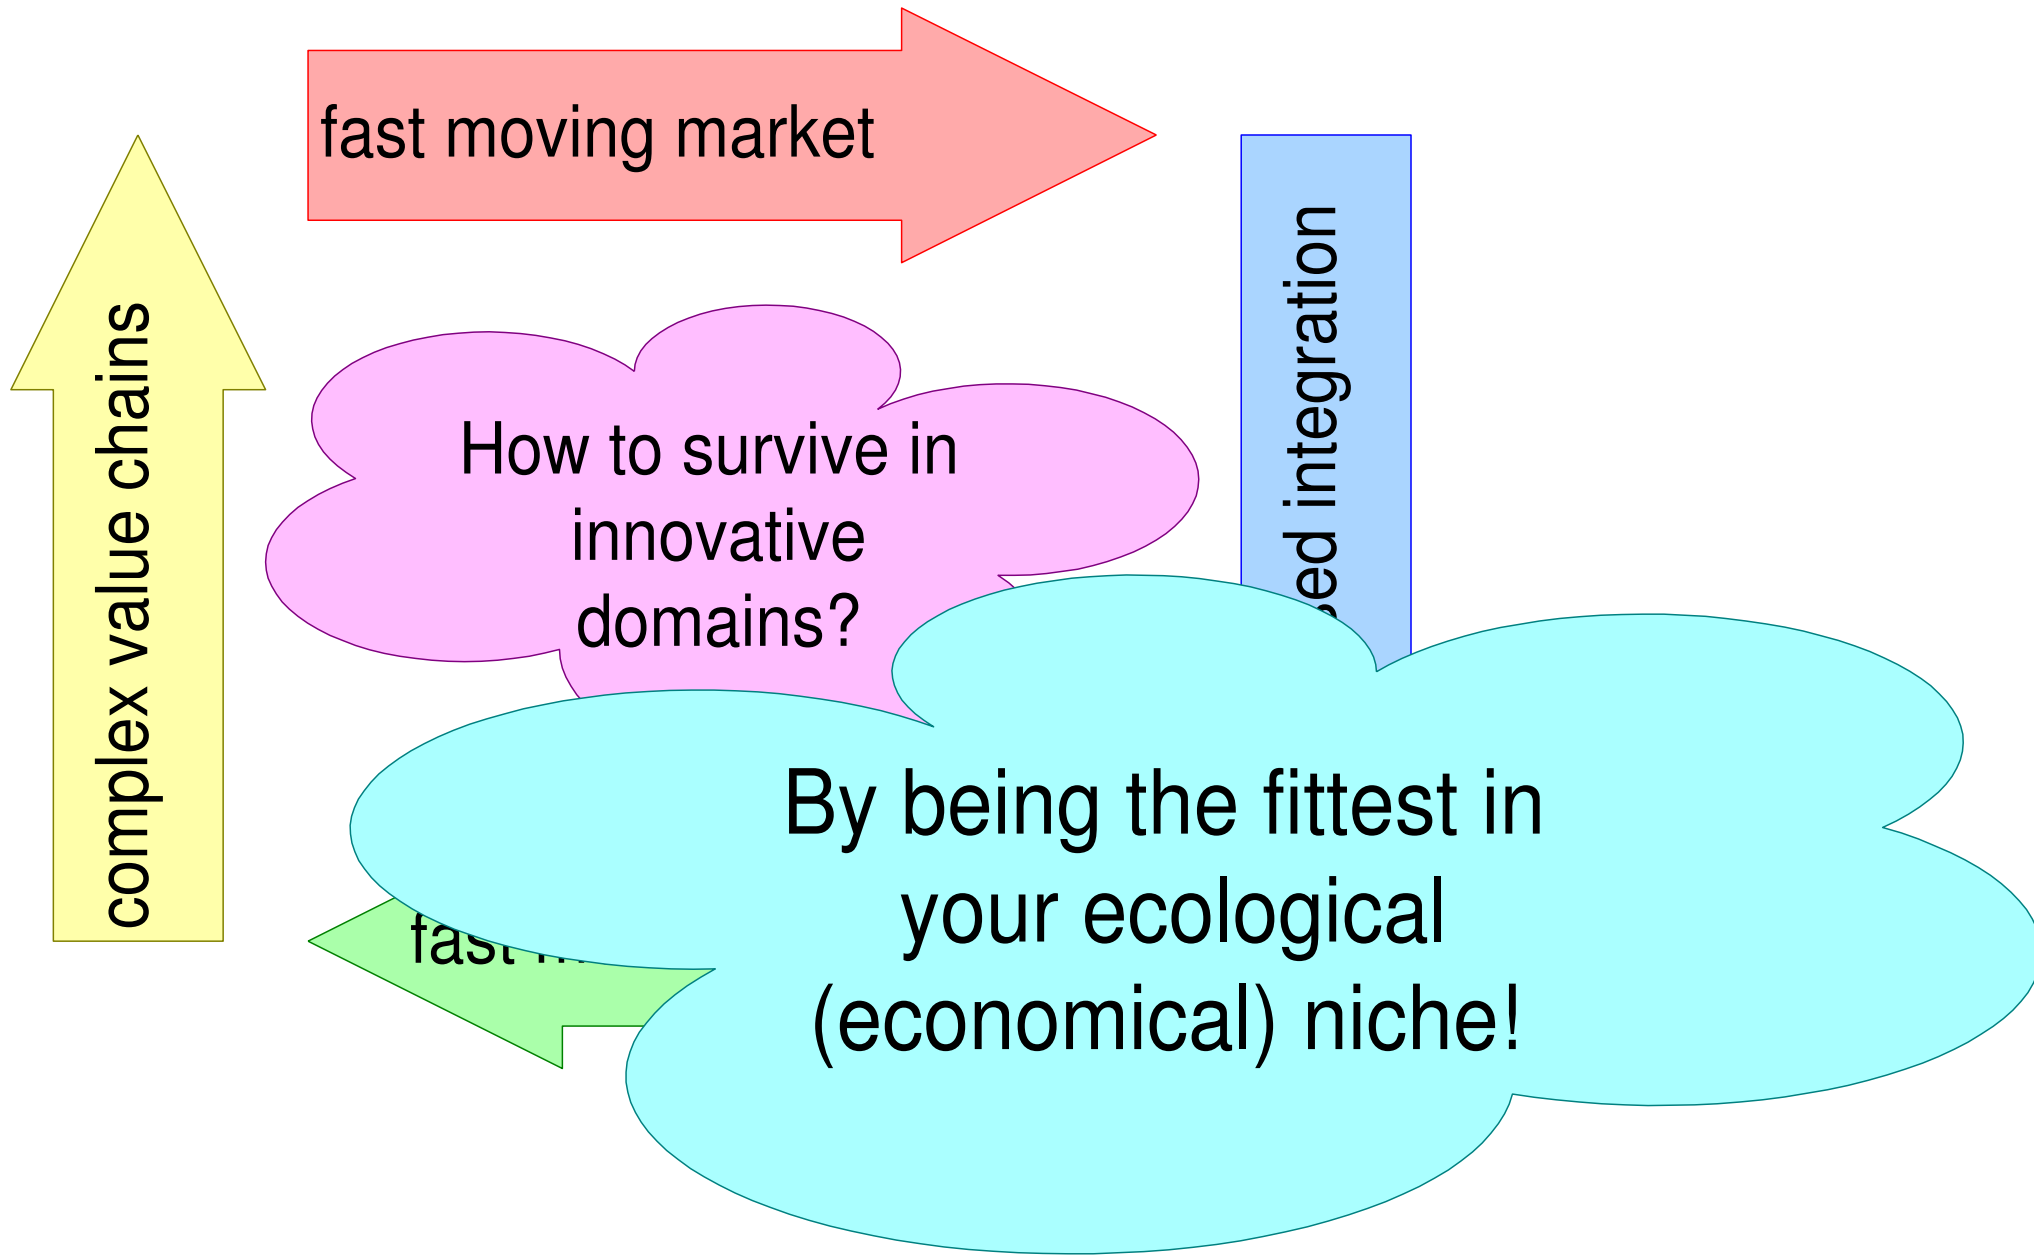 fast moving market
complex value chains
integration
How to survive in
innovative
domains?
By being the fittest in
your ecological
(economical) niche!
fast